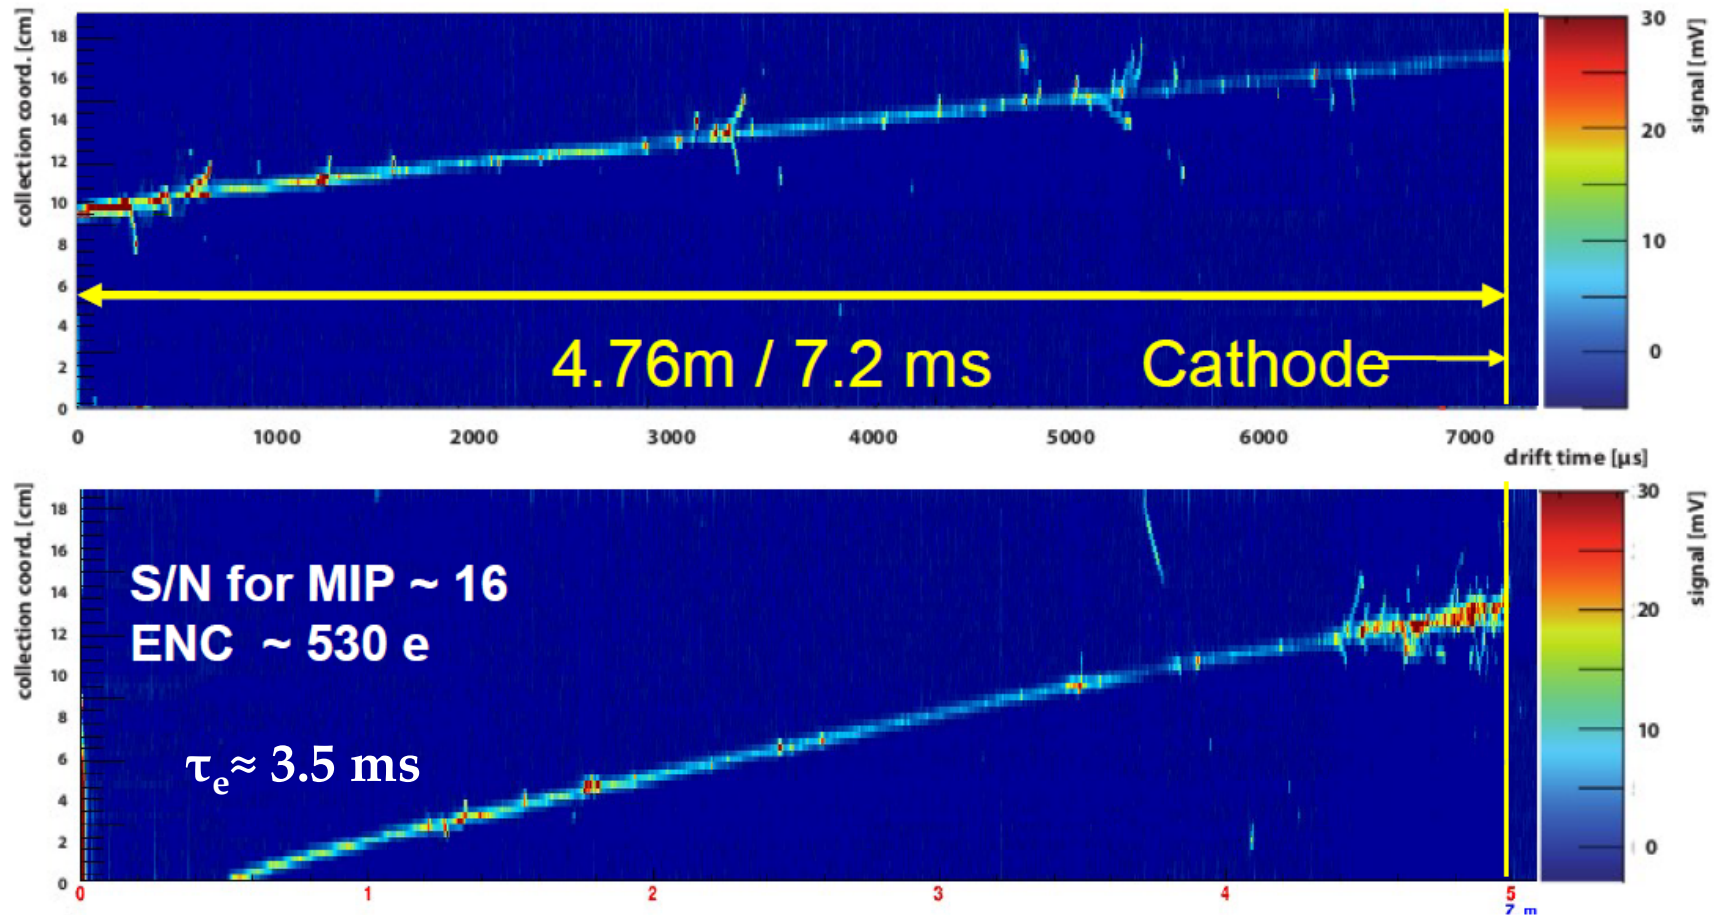 collection coord. [cm]
18
16
14
12
10
8
6
4
2
0
4.76m / 7.2 ms
Cathode
30
20
10
0
signal [mV]
0 1000 2000 3000 4000 5000 6000 7000
drift time [µs]
collection coord. [cm]
18
16
14
12
10
8
6
4
2
0
S/N for MIP ~ 16
ENC ~ 530 e
τe≈ 3.5 ms
30
20
10
0
signal [mV]
0 1 2 3 4 5
7 m